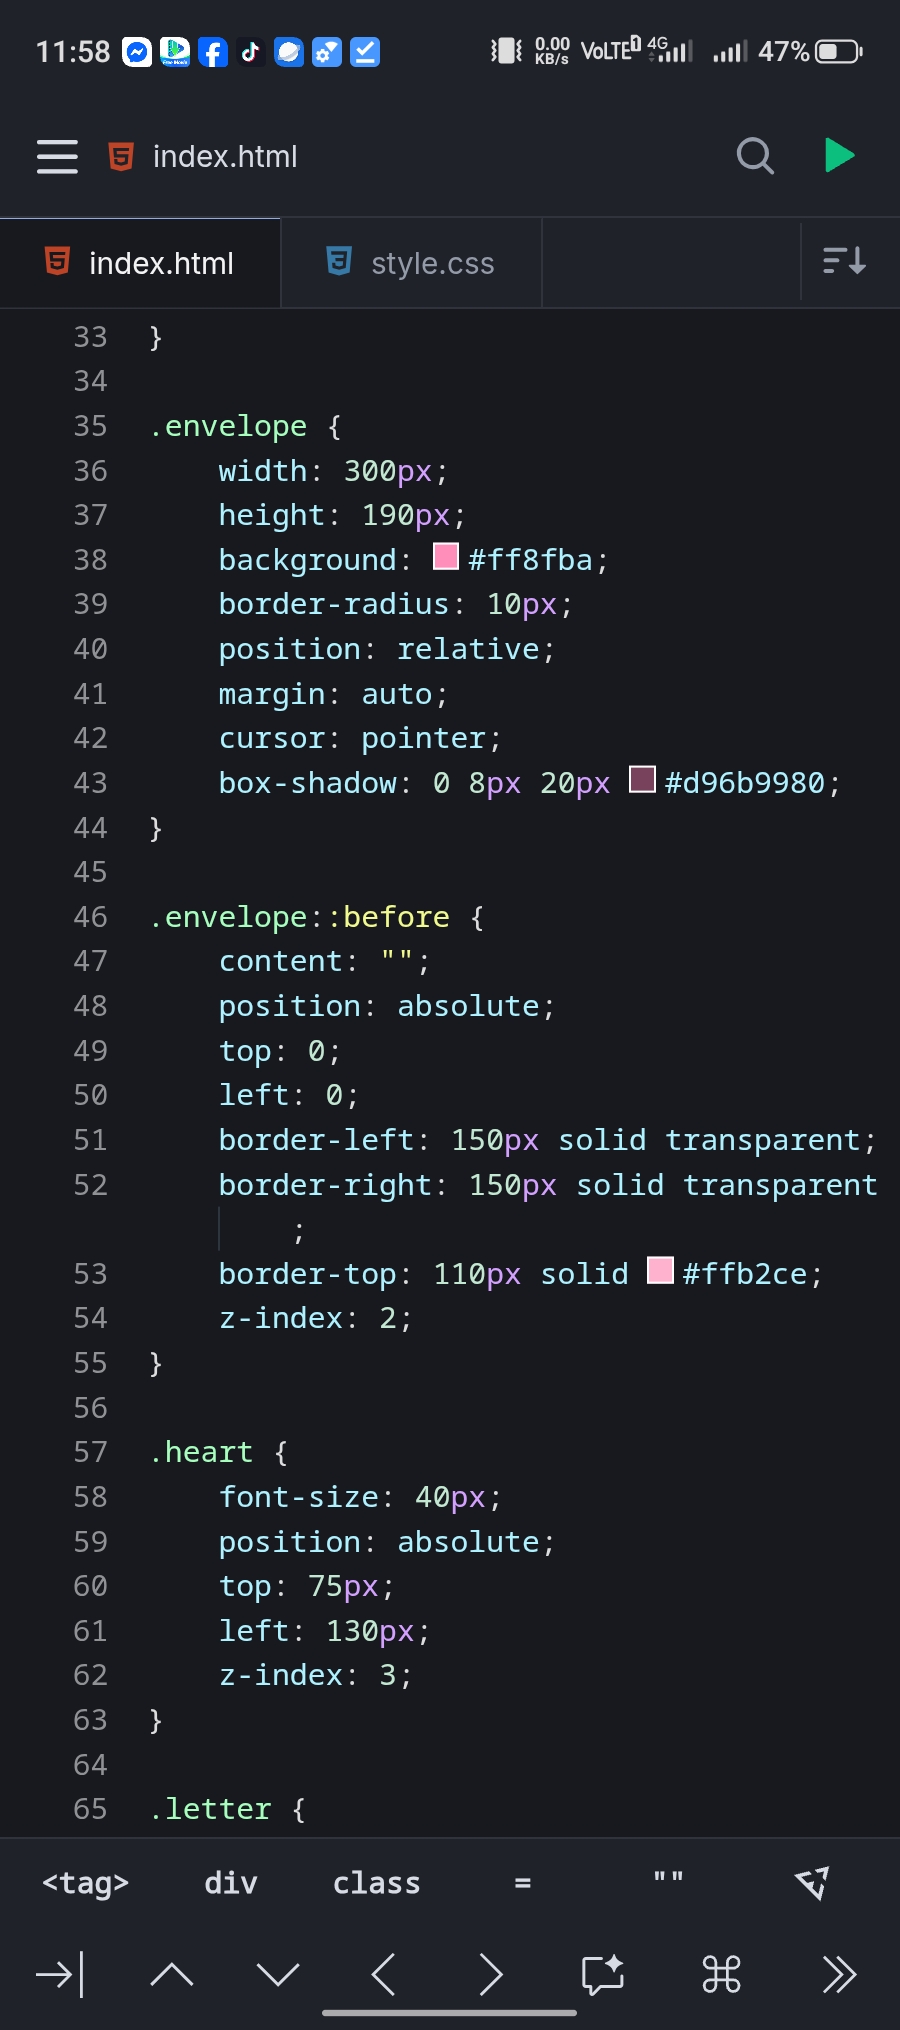 11:58 0.00 KB/s VoLTE 1 4G 47%
index.html
index.html style.css
33 }
34
35 .envelope {
36     width: 300px;
37     height: 190px;
38     background: #ff8fba;
39     border-radius: 10px;
40     position: relative;
41     margin: auto;
42     cursor: pointer;
43     box-shadow: 0 8px 20px #d96b9980;
44 }
45
46 .envelope::before {
47     content: "";
48     position: absolute;
49     top: 0;
50     left: 0;
51     border-left: 150px solid transparent;
52     border-right: 150px solid transparent
;
53     border-top: 110px solid #ffb2ce;
54     z-index: 2;
55 }
56
57 .heart {
58     font-size: 40px;
59     position: absolute;
60     top: 75px;
61     left: 130px;
62     z-index: 3;
63 }
64
65 .letter {
<tag> div class = ""